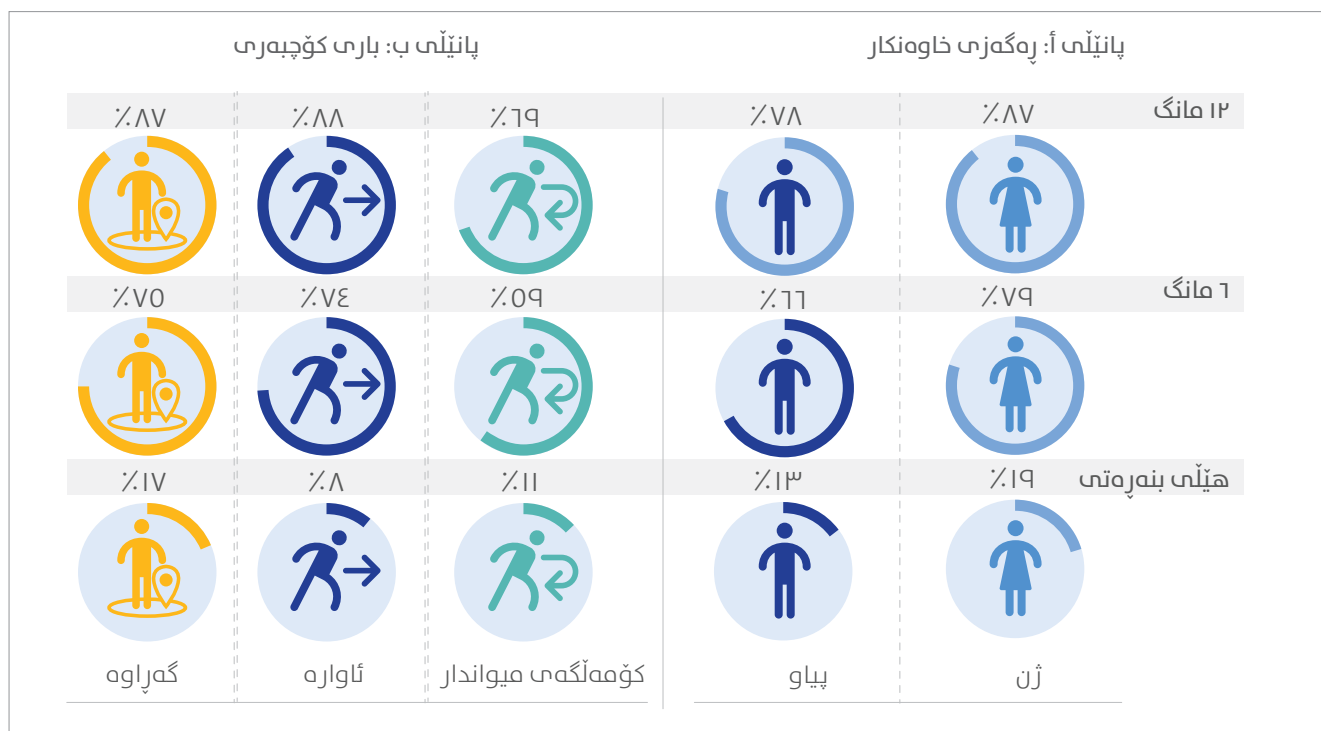 پانێڵی أ: ڕەگەزی خاوەنکار
پانێڵی ب: باری کۆچبەری
١٢ مانگ
٪٨٧
٪٧٨
٪٦٩
٪٨٨
٪٨٧
٦ مانگ
٪٧٩
٪٦٦
٪٥٩
٪٧٤
٪٧٥
هێڵی بنەڕەتی
٪١٩
٪١٣
٪١١
٪٨
٪١٧
ژن
پیاو
کۆمەڵگەی میواندار
ئاوارە
گەڕاوە